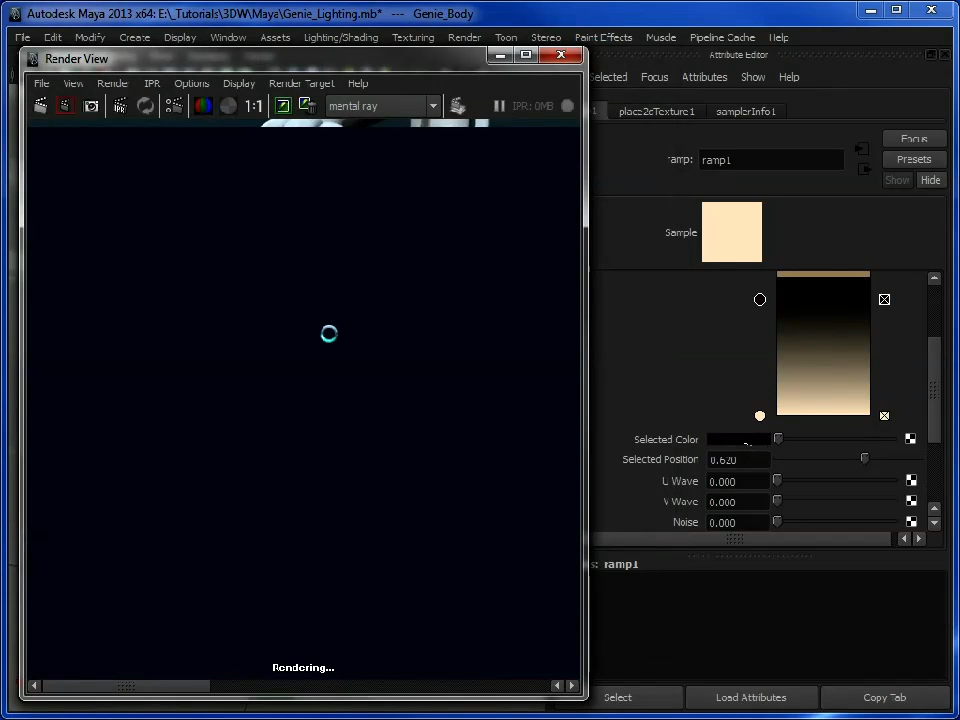 Autodesk Maya 2013 x64: E:\_Tutorials\3DW\Maya\Genie_Lighting.mb* --- Genie_Body
File Edit Modify Create Display Window Assets Lighting/Shading Texturing Render Toon Stereo Paint Effects Muscle Pipeline Cache Help
Render View
Attribute Editor
Selected Focus Attributes Show Help
File View Render IPR Options Display Render Target Help
IPR 1:1 mental ray IPR: 0MB
1 place2dTexture1 samplerInfo1
ramp: ramp1
Focus
Presets
Show Hide
Sample
Selected Color
Selected Position 0.620
U Wave 0.000
V Wave 0.000
Noise 0.000
s: ramp1
Rendering...
Select Load Attributes Copy Tab